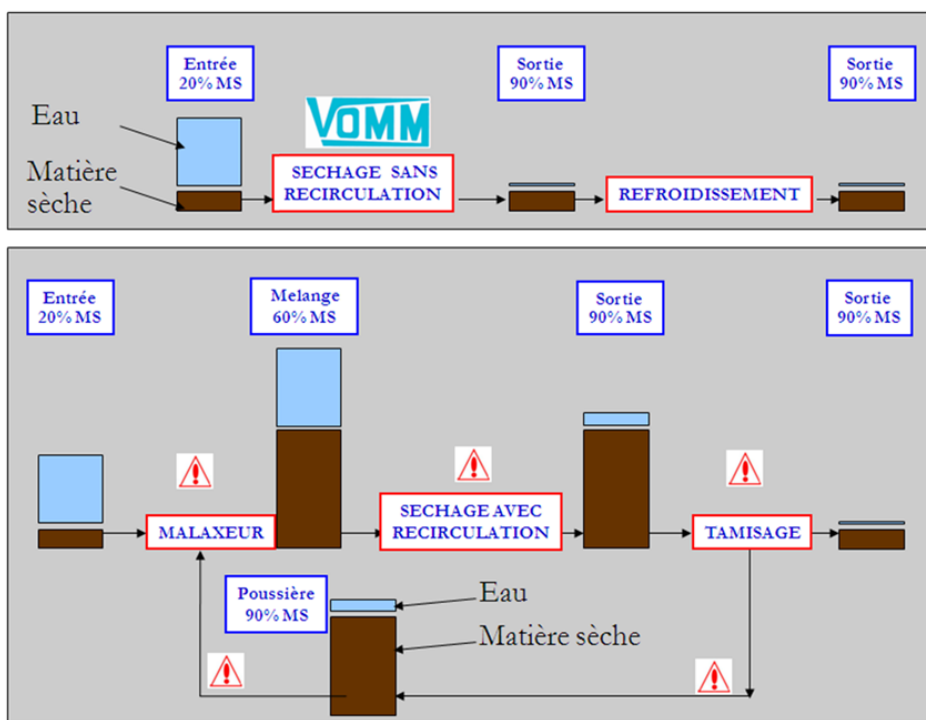 Entrée
20% MS
Sortie
90% MS
Sortie
90% MS
Eau
VOMM
Matière
sèche
SECHAGE SANS
RECIRCULATION
REFROIDISSEMENT
Entrée
20% MS
Melange
60% MS
Sortie
90% MS
Sortie
90% MS
MALAXEUR
SECHAGE AVEC
RECIRCULATION
TAMISAGE
Poussière
90% MS
Eau
Matière sèche